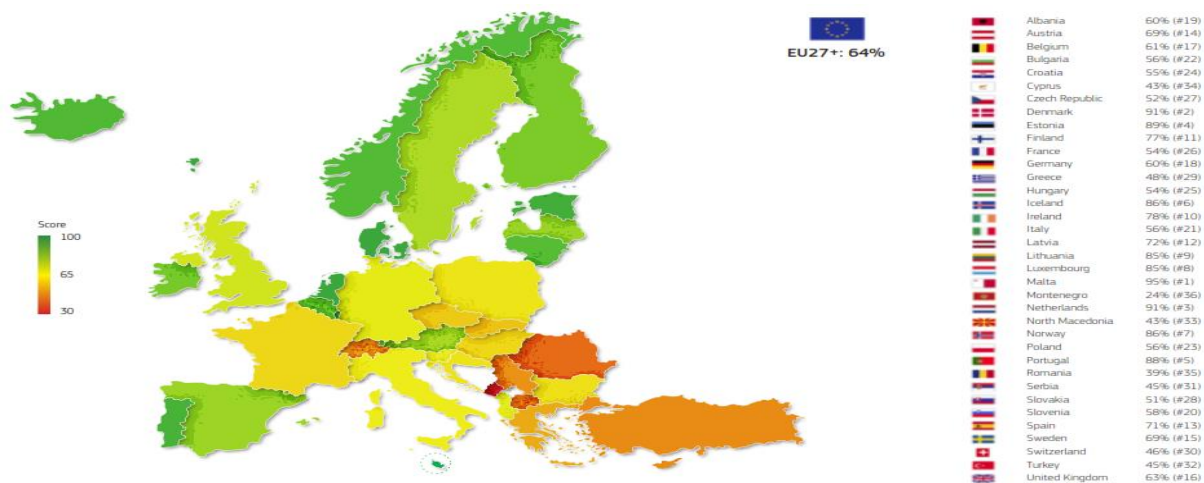 EU27+: 64%
Score
100
65
30
Albania 60% (#19)
Austria 69% (#14)
Belgium 61% (#17)
Bulgaria 56% (#22)
Croatia 55% (#24)
Cyprus 43% (#34)
Czech Republic 52% (#27)
Denmark 91% (#2)
Estonia 89% (#4)
Finland 77% (#11)
France 54% (#26)
Germany 60% (#18)
Greece 48% (#29)
Hungary 54% (#25)
Iceland 86% (#6)
Ireland 78% (#10)
Italy 56% (#21)
Latvia 72% (#12)
Lithuania 85% (#9)
Luxembourg 85% (#8)
Malta 95% (#1)
Montenegro 24% (#36)
Netherlands 91% (#3)
North Macedonia 43% (#33)
Norway 86% (#7)
Poland 56% (#23)
Portugal 88% (#5)
Romania 39% (#35)
Serbia 45% (#31)
Slovakia 51% (#28)
Slovenia 58% (#20)
Spain 71% (#13)
Sweden 69% (#15)
Switzerland 46% (#30)
Turkey 45% (#32)
United Kingdom 63% (#16)